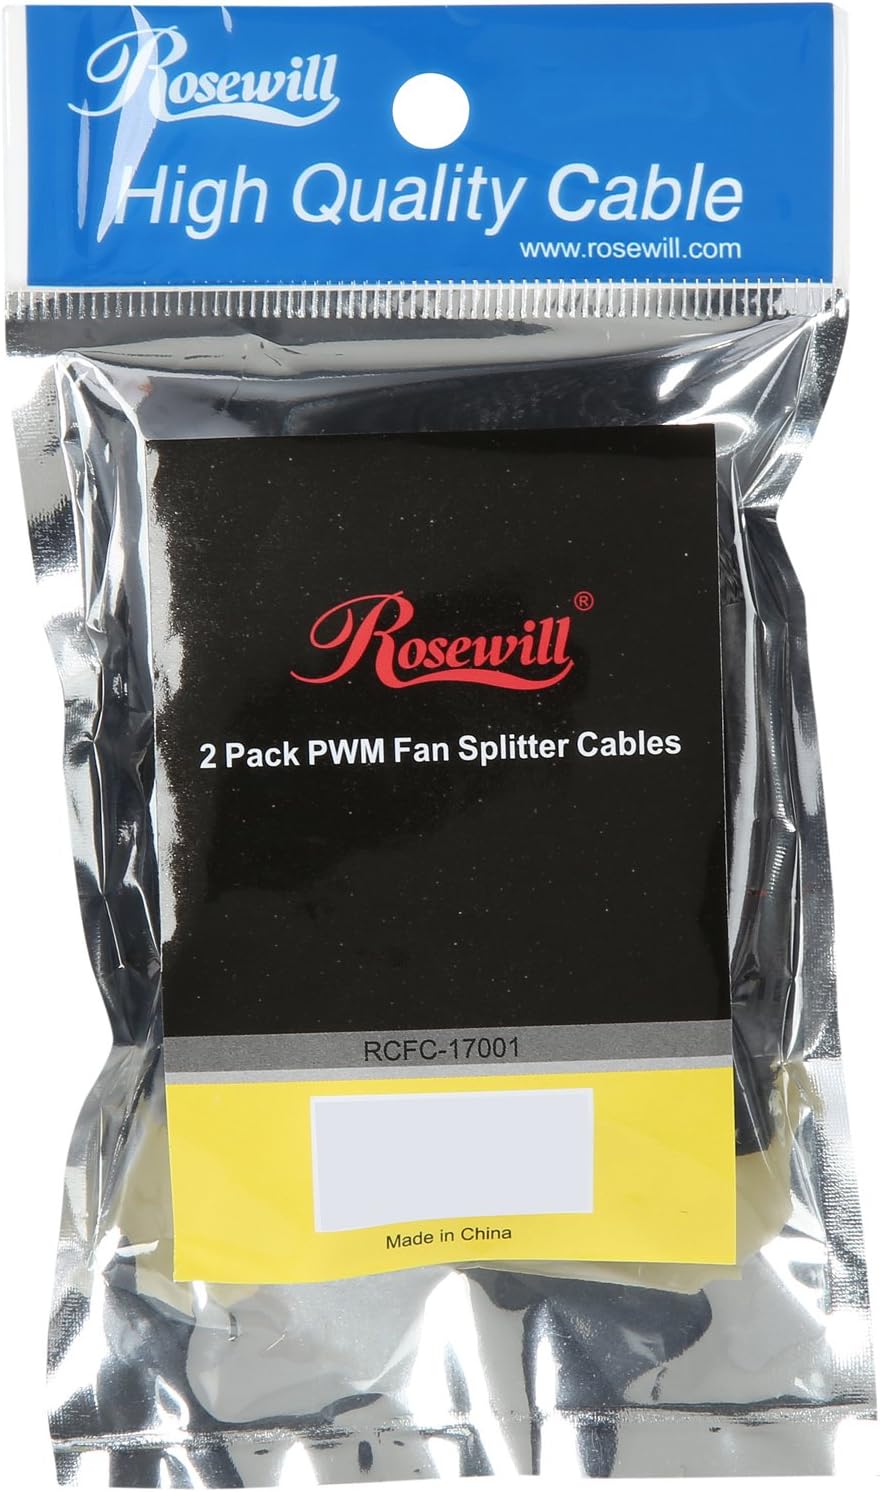 Rosewill
High Quality Cable
www.rosewill.com
Rosewill®
2 Pack PWM Fan Splitter Cables
RCFC-17001
Made in China